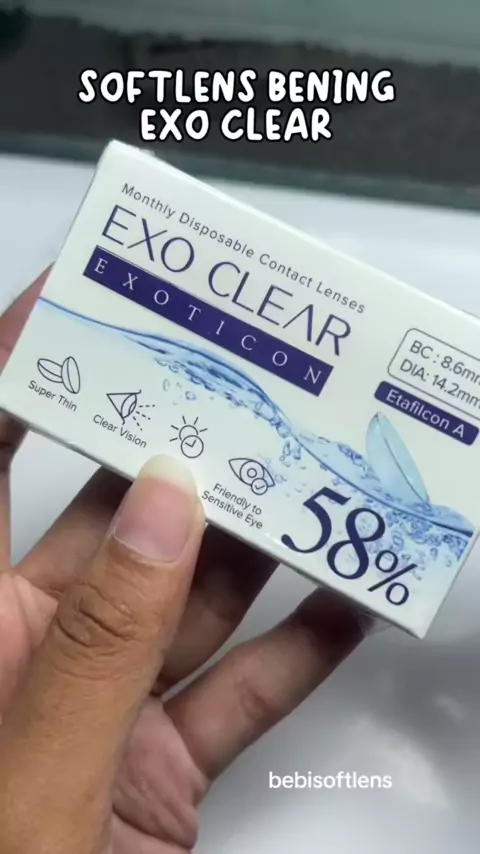 SOFTLENS BENING
EXO CLEAR
Monthly Disposable Contact Lenses
EXO CLEAR
EXOTICON
BC : 8.6mm
DIA: 14.2mm
Etafilcon A
Super Thin
Clear Vision
Friendly to
Sensitive Eye
58%
bebisoftlens